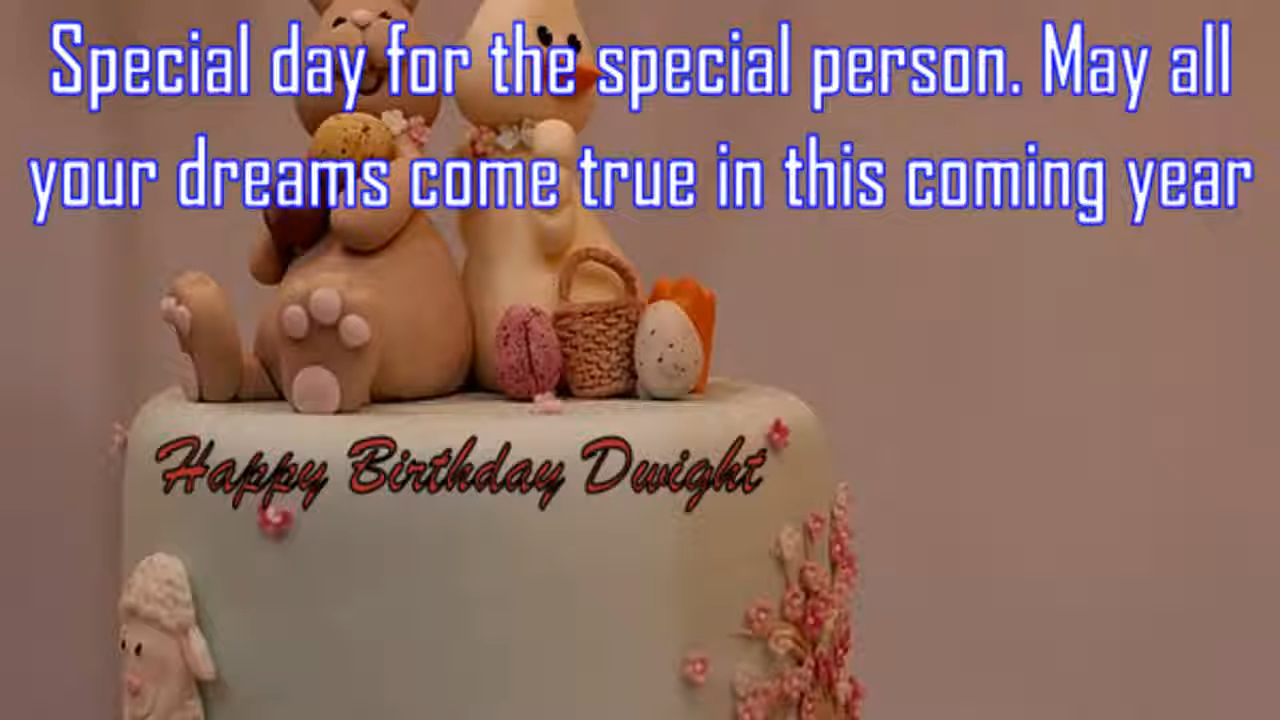 Special day for the special person. May all
your dreams come true in this coming year
Happy Birthday Dwight